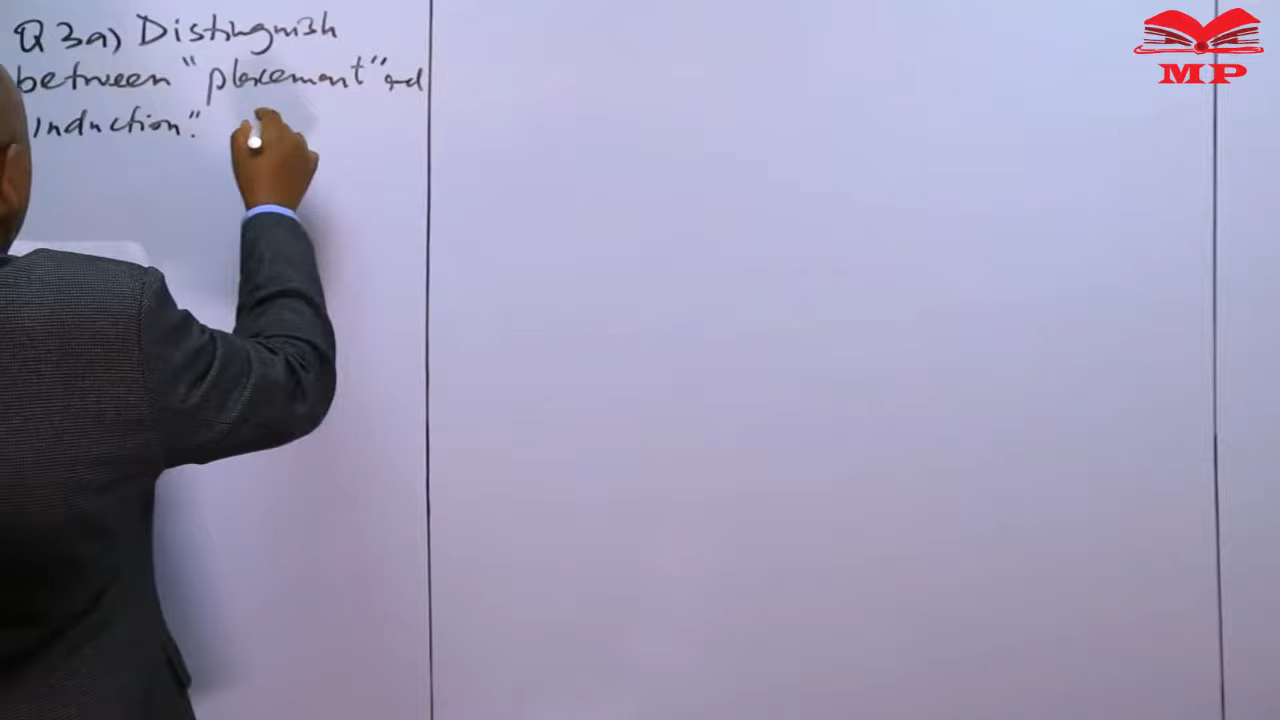 Q 3a) Distinguish
between "placement" and
induction".
MP